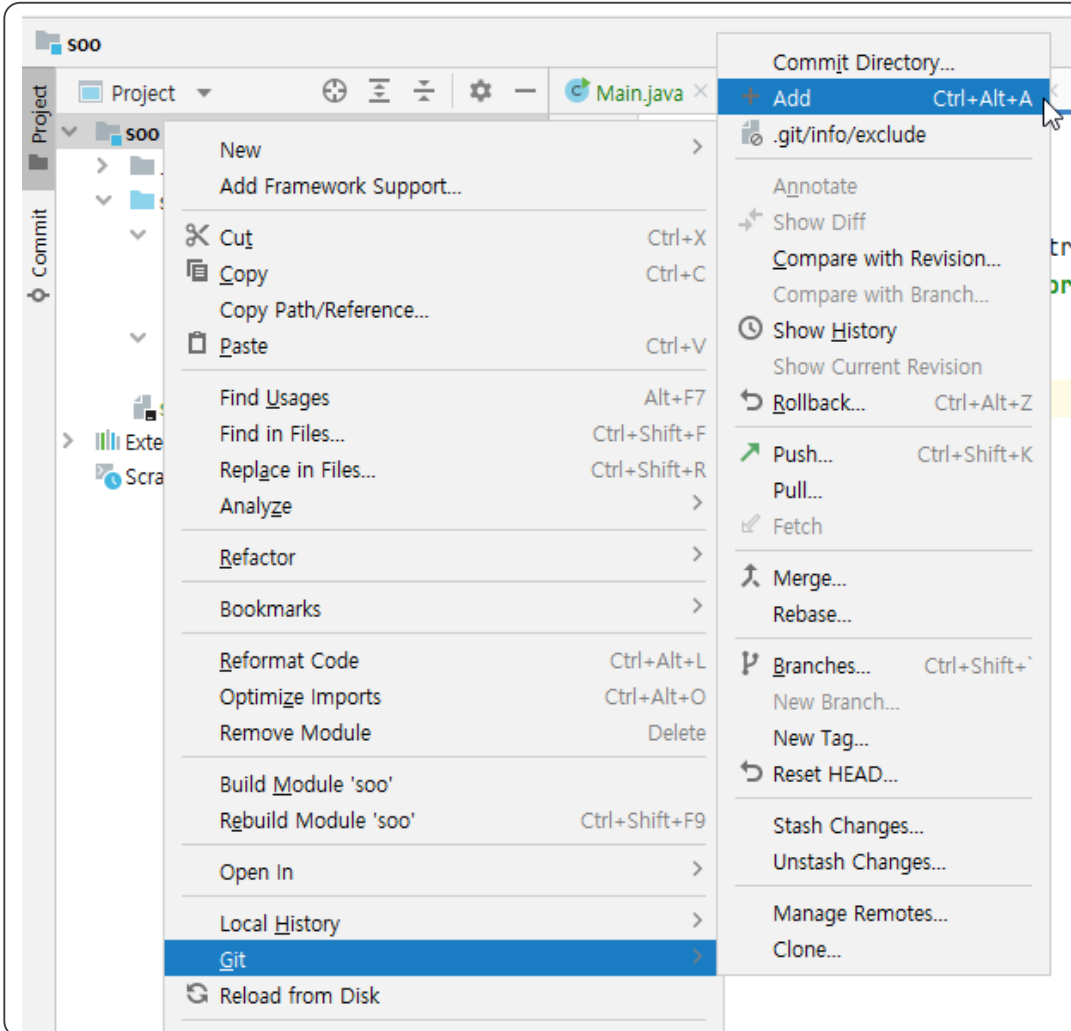 soo
Project
Main.java
Project
Commit
soo
Exte
Scra
New
Add Framework Support...
Cut Ctrl+X
Copy Ctrl+C
Copy Path/Reference...
Paste Ctrl+V
Find Usages Alt+F7
Find in Files... Ctrl+Shift+F
Replace in Files... Ctrl+Shift+R
Analyze
Refactor
Bookmarks
Reformat Code Ctrl+Alt+L
Optimize Imports Ctrl+Alt+O
Remove Module Delete
Build Module 'soo'
Rebuild Module 'soo' Ctrl+Shift+F9
Open In
Local History
Git
Reload from Disk
Commit Directory...
Add Ctrl+Alt+A
.git/info/exclude
Annotate
Show Diff
Compare with Revision...
Compare with Branch...
Show History
Show Current Revision
Rollback... Ctrl+Alt+Z
Push... Ctrl+Shift+K
Pull...
Fetch
Merge...
Rebase...
Branches... Ctrl+Shift+`
New Branch...
New Tag...
Reset HEAD...
Stash Changes...
Unstash Changes...
Manage Remotes...
Clone...